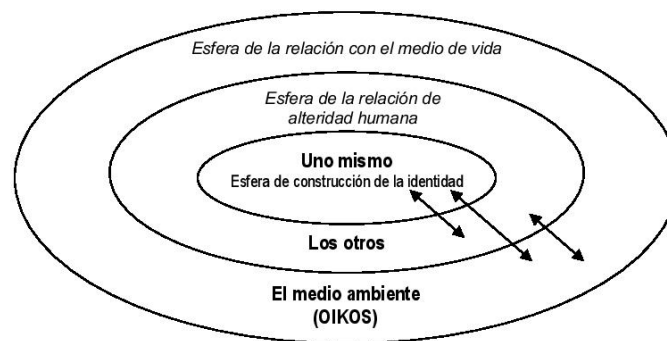 Esfera de la relación con el medio de vida
Esfera de la relación de
alteridad humana
Uno mismo
Esfera de construcción de la identidad
Los otros
El medio ambiente
(OIKOS)